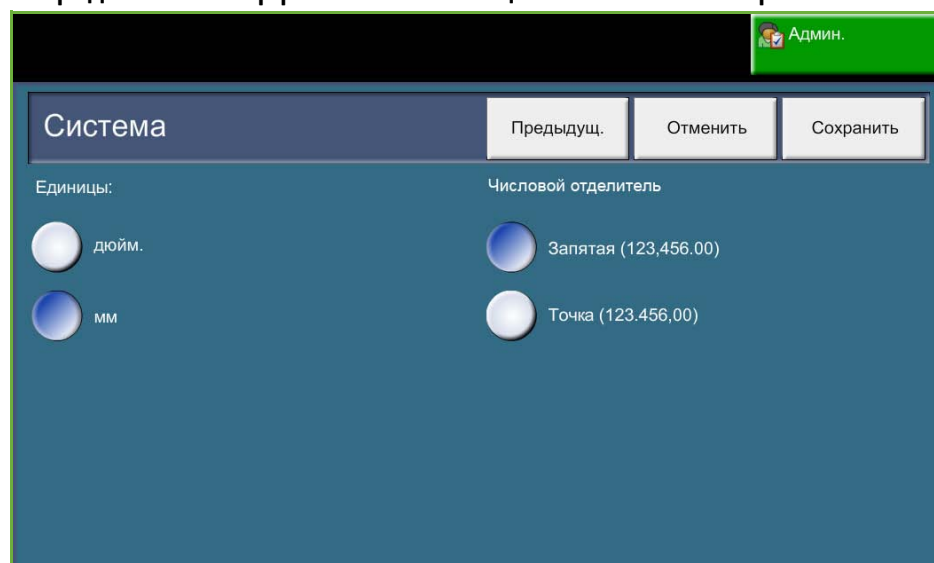 Админ.
Система
Предыдущ.
Отменить
Сохранить
Единицы:
дюйм.
мм
Числовой отделитель
Запятая (123,456.00)
Точка (123.456,00)